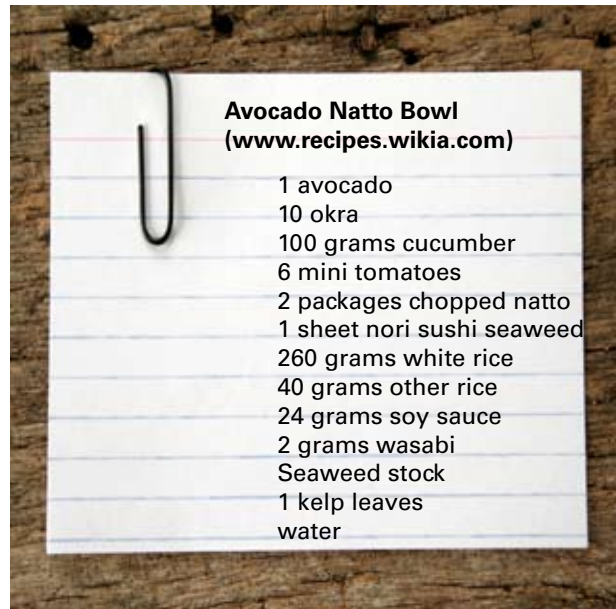 Avocado Natto Bowl
(www.recipes.wikia.com)
1 avocado
10 okra
100 grams cucumber
6 mini tomatoes
2 packages chopped natto
1 sheet nori sushi seaweed
260 grams white rice
40 grams other rice
24 grams soy sauce
2 grams wasabi
Seaweed stock
1 kelp leaves
water